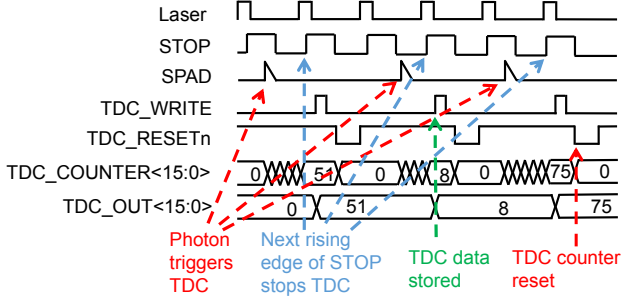 Laser
STOP
SPAD
TDC_WRITE
TDC_RESETn
TDC_COUNTER<15:0> 0 51 0 8 0 75 0
TDC_OUT<15:0> 0 51 8 75
Photon triggers TDC
Next rising edge of STOP stops TDC
TDC data stored
TDC counter reset